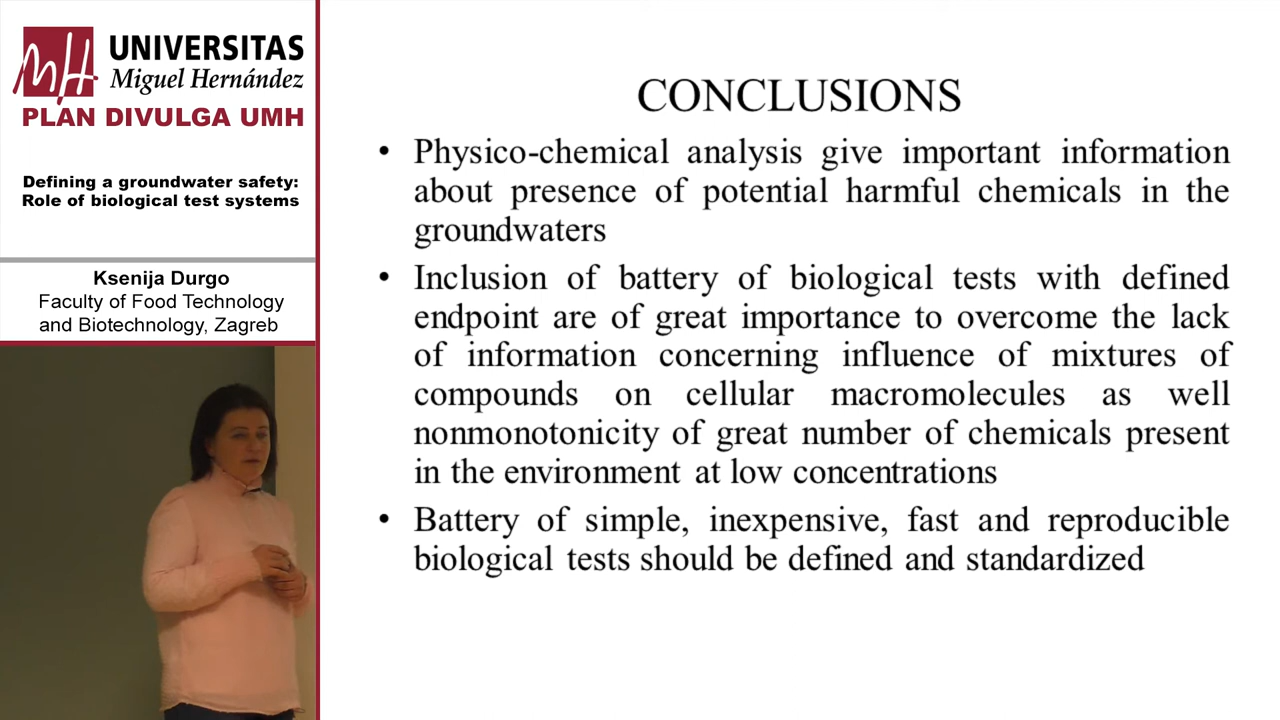 UNIVERSITAS
Miguel Hernández
PLAN DIVULGA UMH
Defining a groundwater safety:
Role of biological test systems
Ksenija Durgo
Faculty of Food Technology
and Biotechnology, Zagreb
CONCLUSIONS
• Physico-chemical analysis give important information
about presence of potential harmful chemicals in the
groundwaters
• Inclusion of battery of biological tests with defined
endpoint are of great importance to overcome the lack
of information concerning influence of mixtures of
compounds on cellular macromolecules as well
nonmonotonicity of great number of chemicals present
in the environment at low concentrations
• Battery of simple, inexpensive, fast and reproducible
biological tests should be defined and standardized